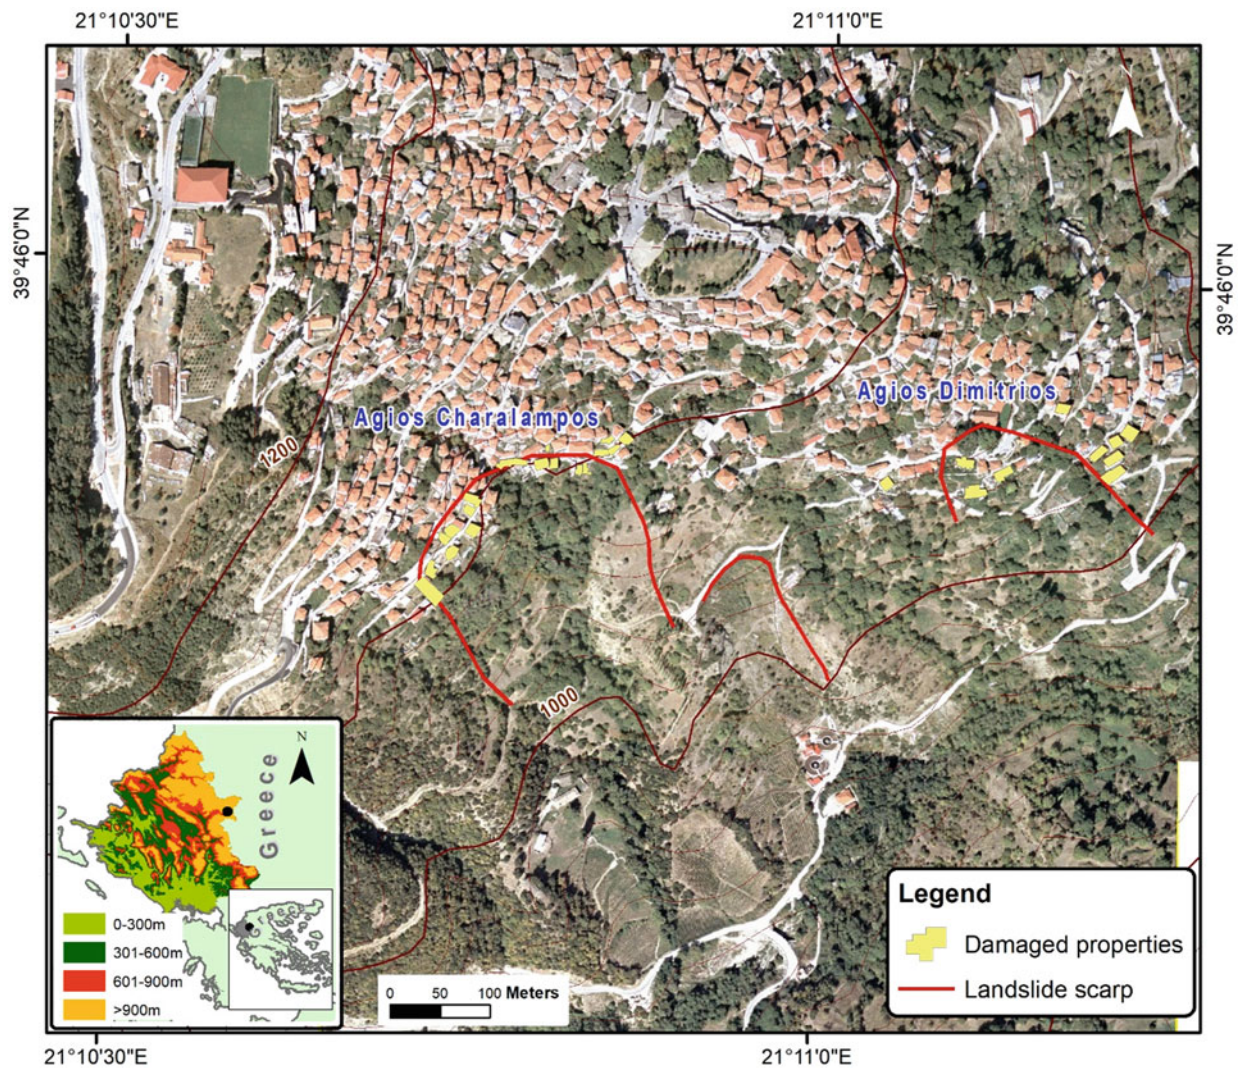 21°10'30"E
21°11'0"E
39°46'0"N
39°46'0"N
Agios Dimitrios
Agios Charalampos
1200
1000
N
Greece
0-300m
301-600m
601-900m
>900m
0 50 100 Meters
Legend
Damaged properties
Landslide scarp
21°10'30"E
21°11'0"E